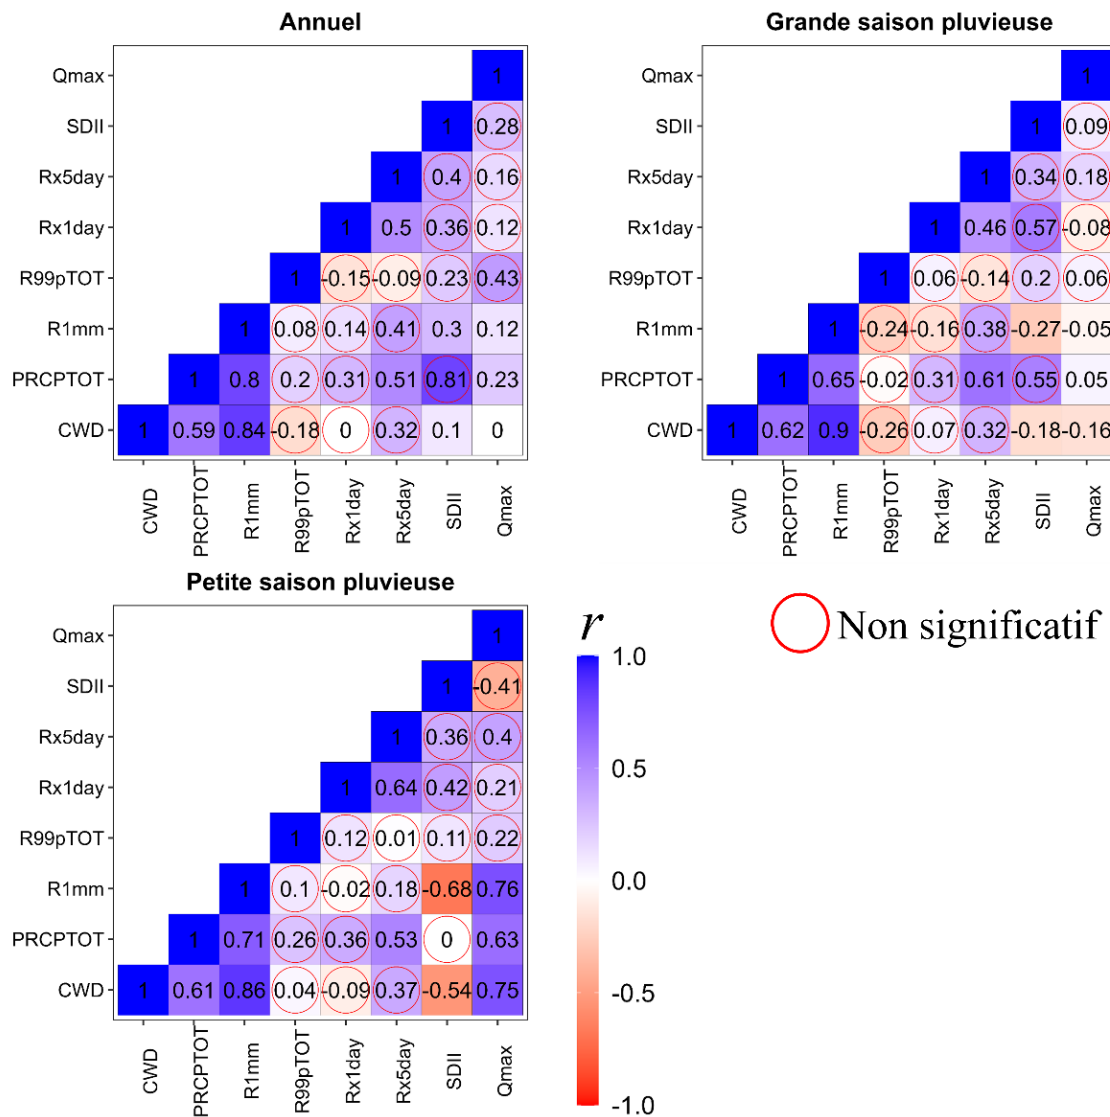 Annuel
Qmax 1
SDII 1 0.28
Rx5day 1 0.4 0.16
Rx1day 1 0.5 0.36 0.12
R99pTOT 1 -0.15 -0.09 0.23 0.43
R1mm 1 0.08 0.14 0.41 0.3 0.12
PRCPTOT 1 0.8 0.2 0.31 0.51 0.81 0.23
CWD 1 0.59 0.84 -0.18 0 0.32 0.1 0
CWD PRCPTOT R1mm R99pTOT Rx1day Rx5day SDII Qmax
Grande saison pluvieuse
Qmax 1
SDII 1 0.09
Rx5day 1 0.34 0.18
Rx1day 1 0.46 0.57 -0.08
R99pTOT 1 0.06 -0.14 0.2 0.06
R1mm 1 -0.24 -0.16 0.38 -0.27 -0.05
PRCPTOT 1 0.65 -0.02 0.31 0.61 0.55 0.05
CWD 1 0.62 0.9 -0.26 0.07 0.32 -0.18 -0.16
CWD PRCPTOT R1mm R99pTOT Rx1day Rx5day SDII Qmax
Petite saison pluvieuse
Qmax 1
SDII 1 -0.41
Rx5day 1 0.36 0.4
Rx1day 1 0.64 0.42 0.21
R99pTOT 1 0.12 0.01 0.11 0.22
R1mm 1 0.1 -0.02 0.18 -0.68 0.76
PRCPTOT 1 0.71 0.26 0.36 0.53 0 0.63
CWD 1 0.61 0.86 0.04 -0.09 0.37 -0.54 0.75
CWD PRCPTOT R1mm R99pTOT Rx1day Rx5day SDII Qmax
r
1.0
0.5
0.0
-0.5
-1.0
Non significatif